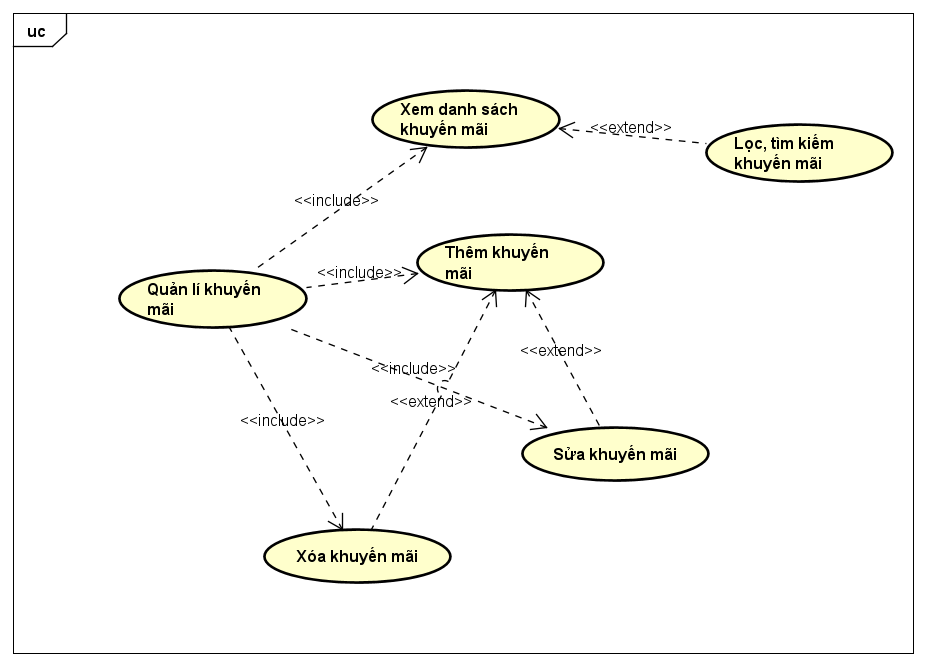 uc
Xem danh sách
khuyến mãi
<<extend>>
Lọc, tìm kiếm
khuyến mãi
<<include>>
Thêm khuyến
mãi
<<include>>
Quản lí khuyến
mãi
<<extend>>
<<include>>
<<extend>>
<<include>>
Sửa khuyến mãi
Xóa khuyến mãi